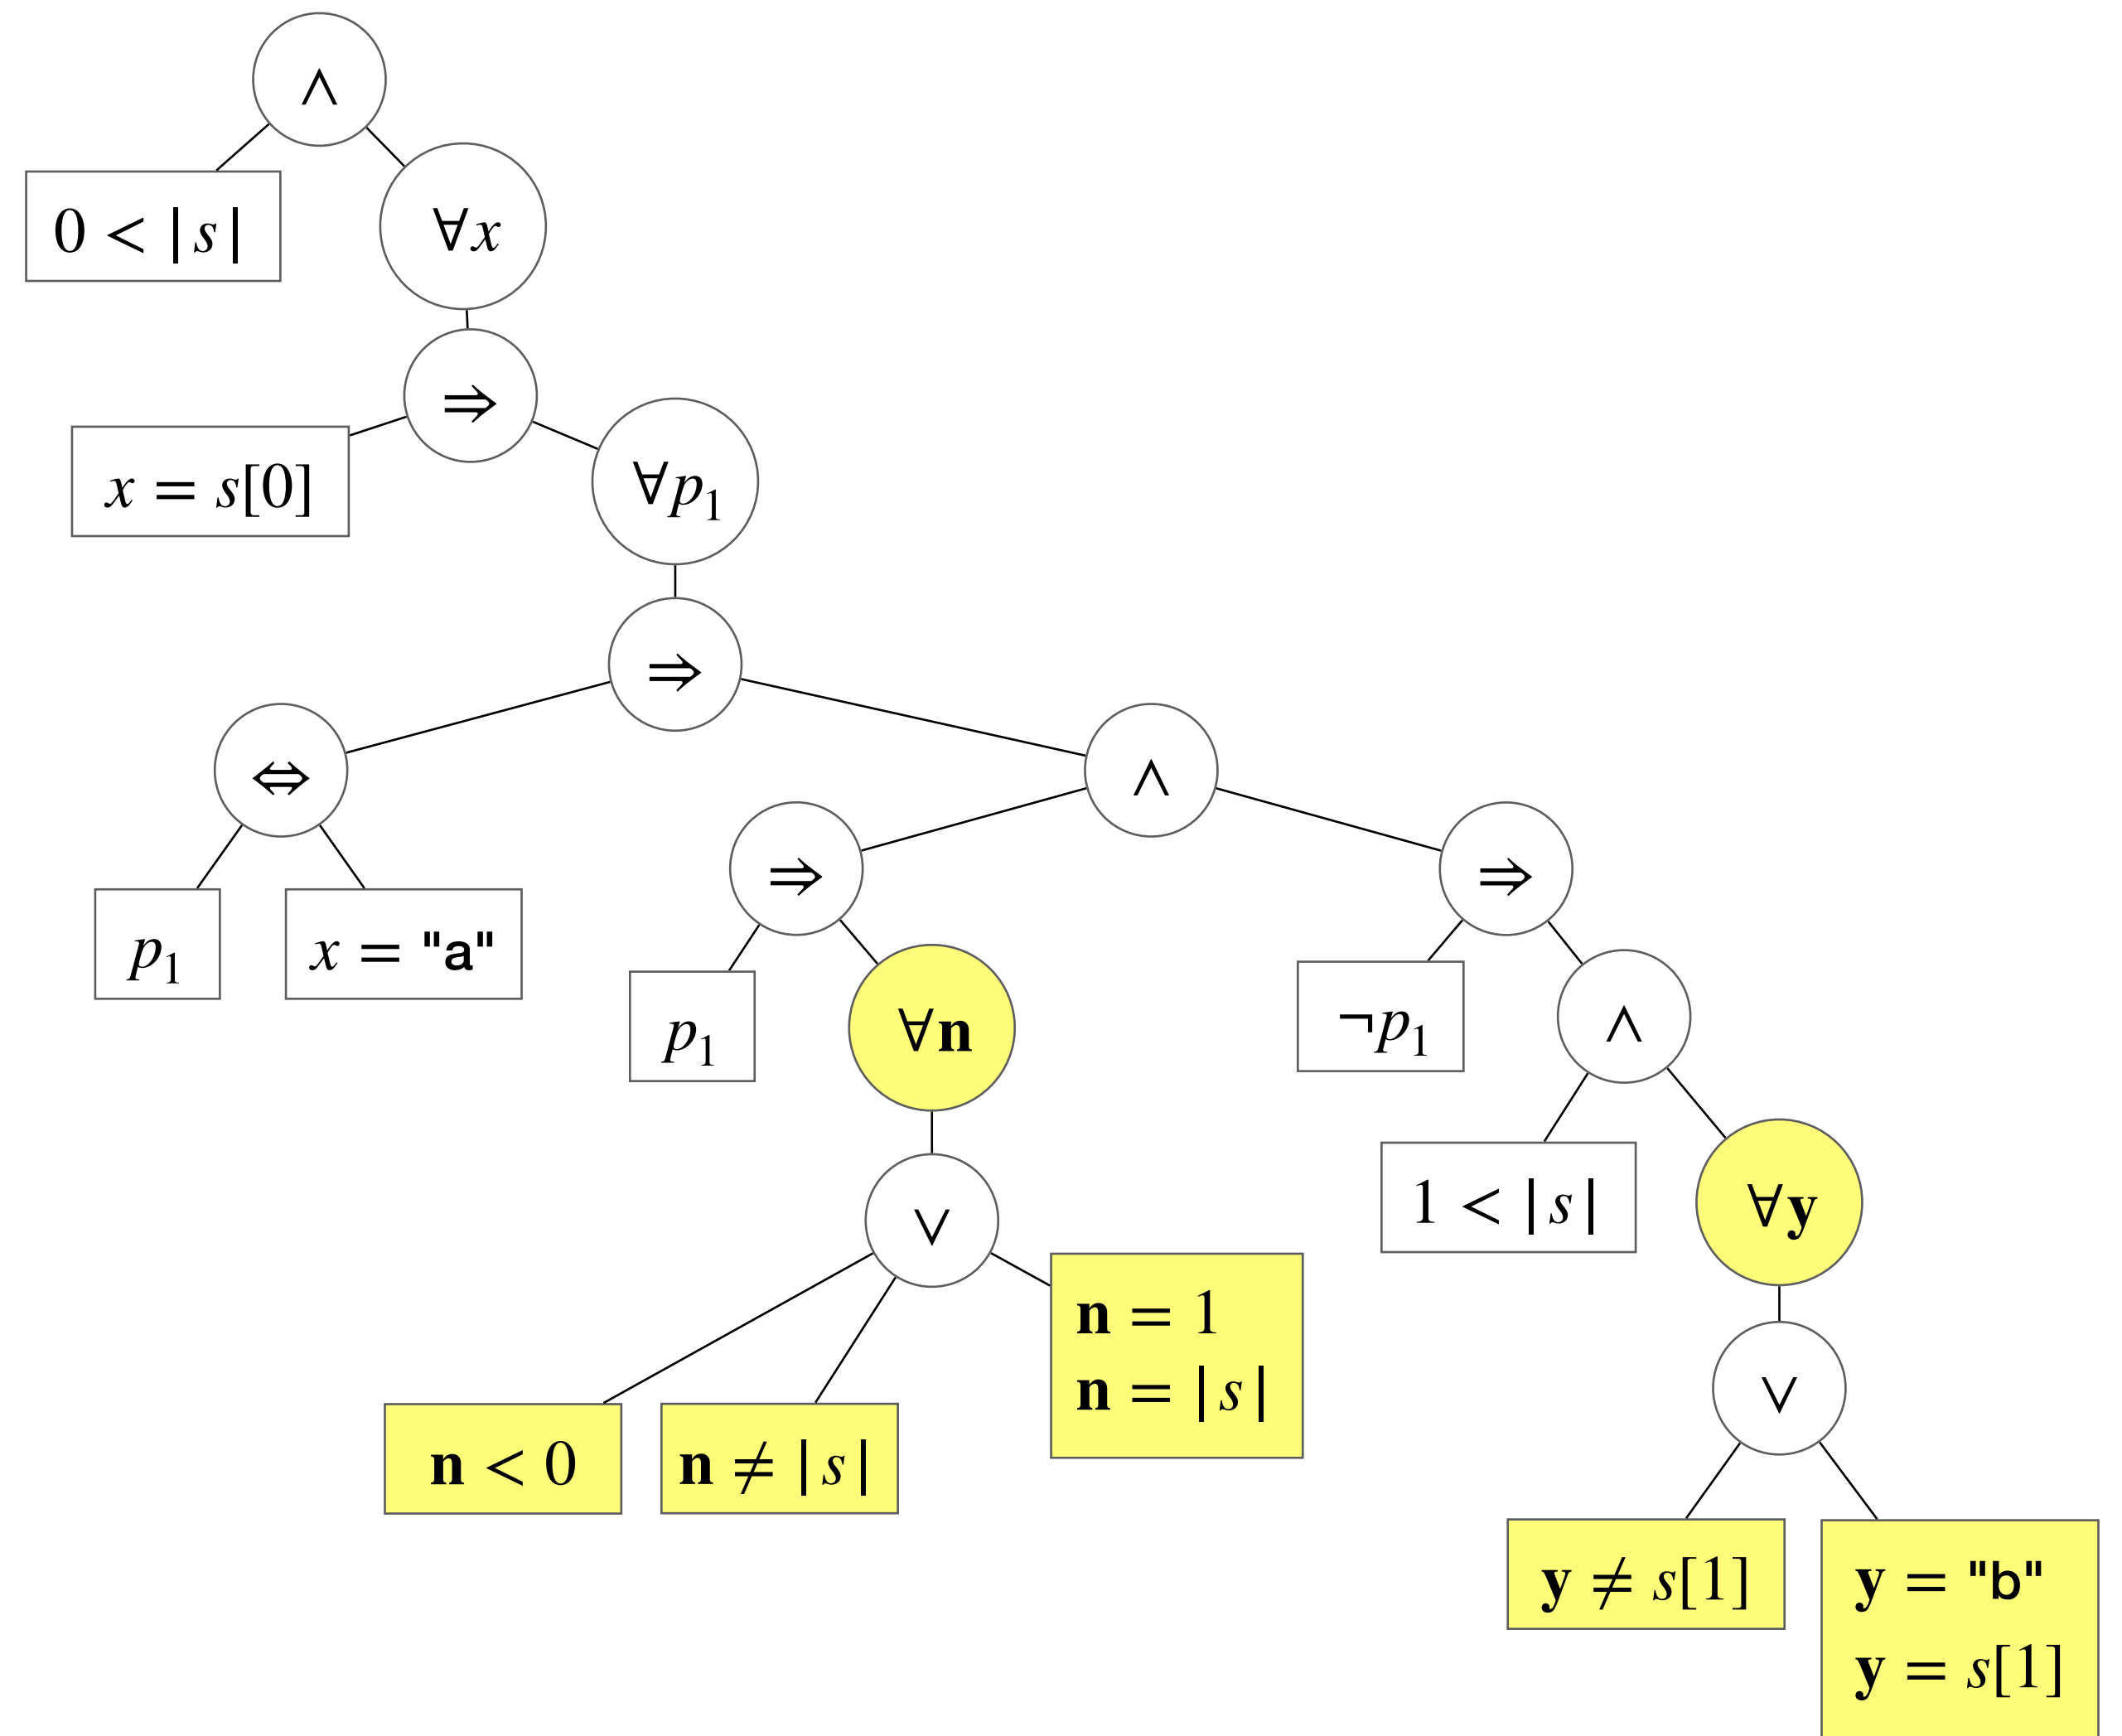 ∧
0 < |s|
∀x
⇒
x = s[0]
∀p₁
⇒
⇔
∧
p₁
x = "a"
⇒
⇒
p₁
∀n
¬p₁
∧
∨
1 < |s|
∀y
n < 0
n ≠ |s|
n = 1
n = |s|
∨
y ≠ s[1]
y = "b"
y = s[1]